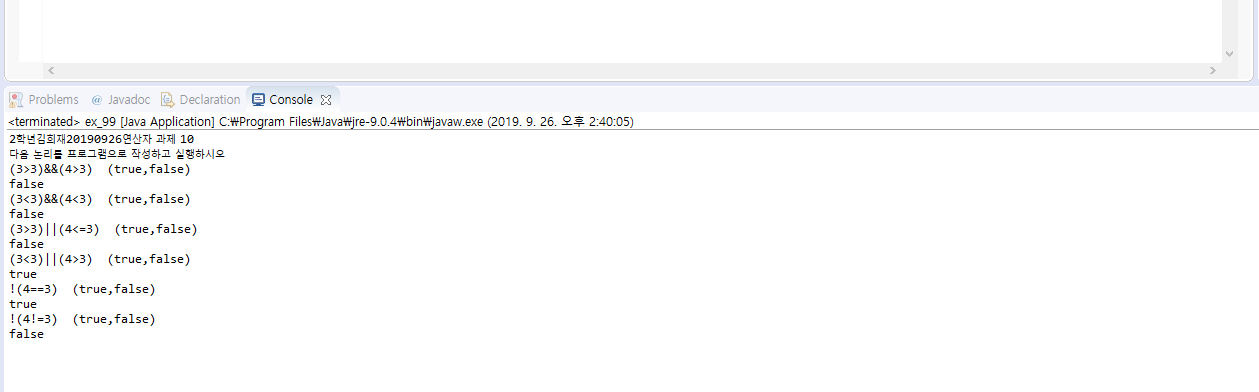 Problems @ Javadoc Declaration Console
<terminated> ex_99 [Java Application] C:₩Program Files₩Java₩jre-9.0.4₩bin₩javaw.exe (2019. 9. 26. 오후 2:40:05)
2학년김희재20190926연산자 과제 10
다음 논리를 프로그램으로 작성하고 실행하시오
(3>3)&&(4>3)  (true,false)
false
(3<3)&&(4<3)  (true,false)
false
(3>3)||(4<=3)  (true,false)
false
(3<3)||(4>3)  (true,false)
true
!(4==3)  (true,false)
true
!(4!=3)  (true,false)
false